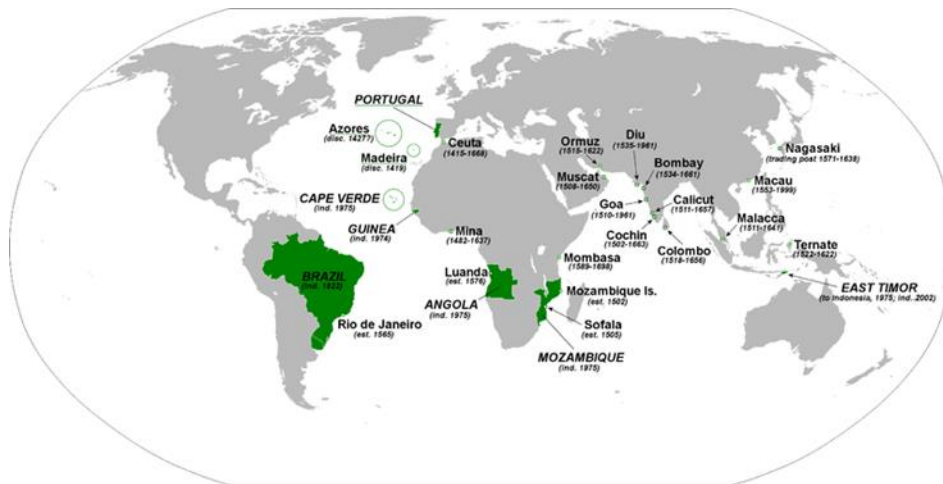 PORTUGAL
Azores
(disc. 1427?)
Ceuta
(1415-1668)
Madeira
(disc. 1419)
CAPE VERDE
(ind. 1975)
GUINEA
(ind. 1974)
Mina
(1482-1637)
Ormuz
(1515-1622)
Diu
(1535-1961)
Bombay
(1534-1661)
Nagasaki
(trading post 1571-1638)
Muscat
(1508-1650)
Macau
(1553-1999)
Goa
(1510-1961)
Calicut
(1511-1657)
Cochin
(1502-1663)
Malacca
(1511-1641)
Colombo
(1518-1656)
Ternate
(1522-1622)
Mombasa
(1589-1698)
BRAZIL
(ind. 1822)
Luanda
(est. 1576)
ANGOLA
(ind. 1975)
Mozambique Is.
(est. 1502)
EAST TIMOR
(to Indonesia, 1975; ind. 2002)
Rio de Janeiro
(est. 1565)
Sofala
(est. 1505)
MOZAMBIQUE
(ind. 1975)